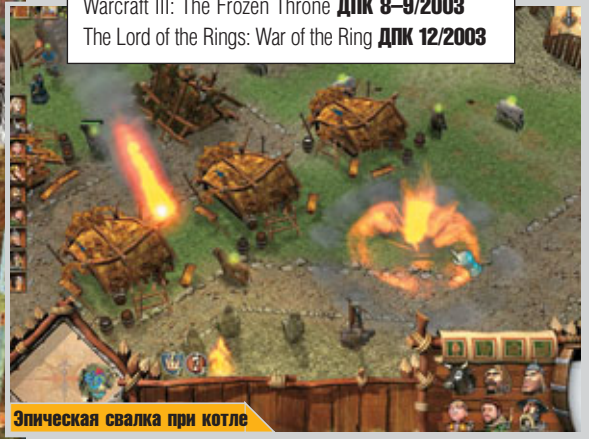 Warcraft III: The Frozen Throne ДПК 8–9/2003
The Lord of the Rings: War of the Ring ДПК 12/2003
Эпическая свалка при котле